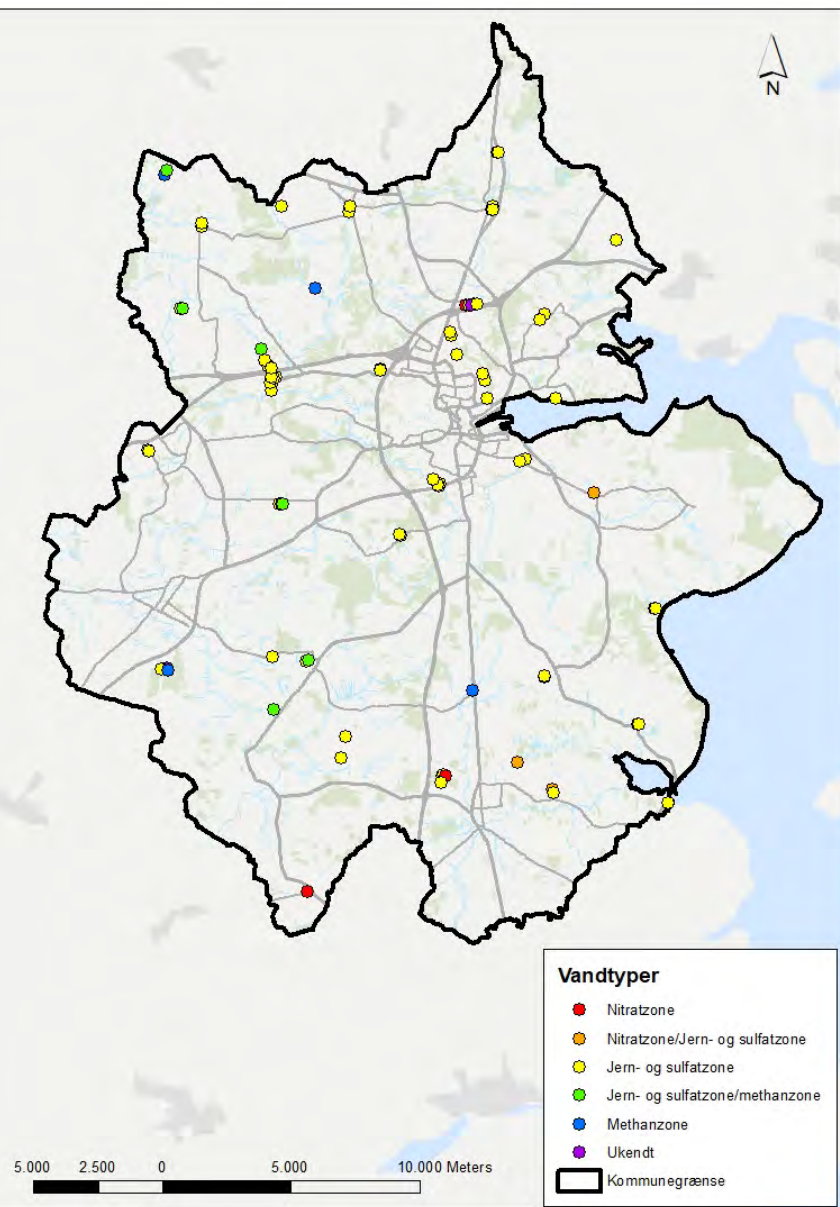 N
Vandtyper
Nitratzone
Nitratzone/Jern- og sulfatzone
Jern- og sulfatzone
Jern- og sulfatzone/methanzone
Methanzone
Ukendt
Kommunegrænse
5.000 2.500 0 5.000 10.000 Meters